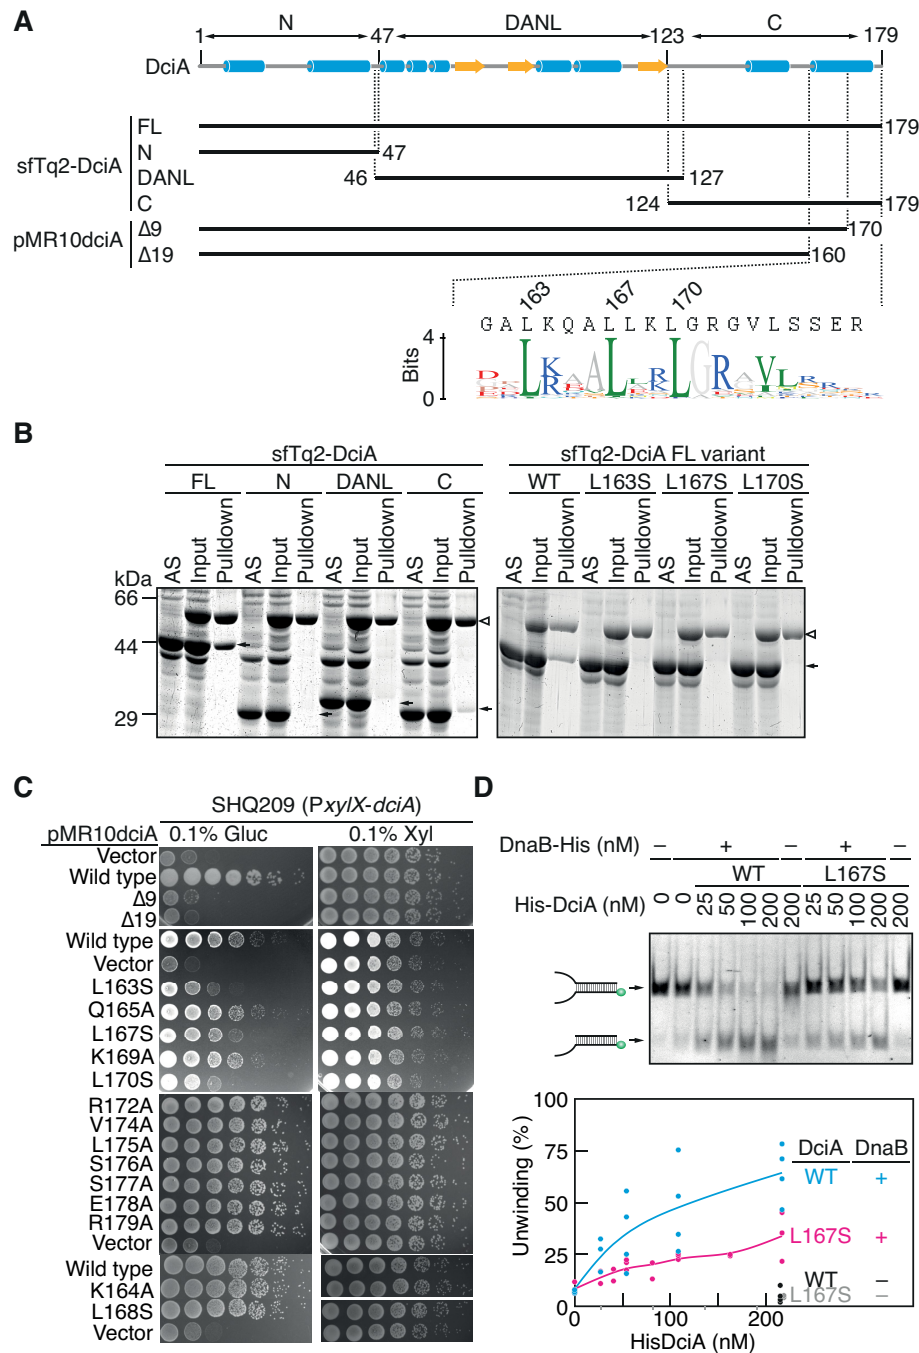 A
N DANL C
1 47 123 179
DciA
sfTq2-DciA
FL 179
N 47
DANL 46 127
C 124 179
pMR10dciA
Δ9 170
Δ19 160
163 167 170
G A L K Q A L L K L G R G V L S S E R
Bits
4
0
B
sfTq2-DciA
FL N DANL C
AS Input Pulldown AS Input Pulldown AS Input Pulldown AS Input Pulldown
kDa
66
44
29
sfTq2-DciA FL variant
WT L163S L167S L170S
AS Input Pulldown AS Input Pulldown AS Input Pulldown AS Input Pulldown
C
SHQ209 (PxylX-dciA)
pMR10dciA 0.1% Gluc 0.1% Xyl
Vector
Wild type
Δ9
Δ19
Wild type
Vector
L163S
Q165A
L167S
K169A
L170S
R172A
V174A
L175A
S176A
S177A
E178A
R179A
Vector
Wild type
K164A
L168S
Vector
D
DnaB-His (nM) − + − + −
WT L167S
His-DciA (nM) 0 0 25 50 100 200 200 25 50 100 200 200
Unwinding (%)
100
75
50
25
0
0 100 200
HisDciA (nM)
DciA DnaB
WT +
L167S +
WT −
L167S −